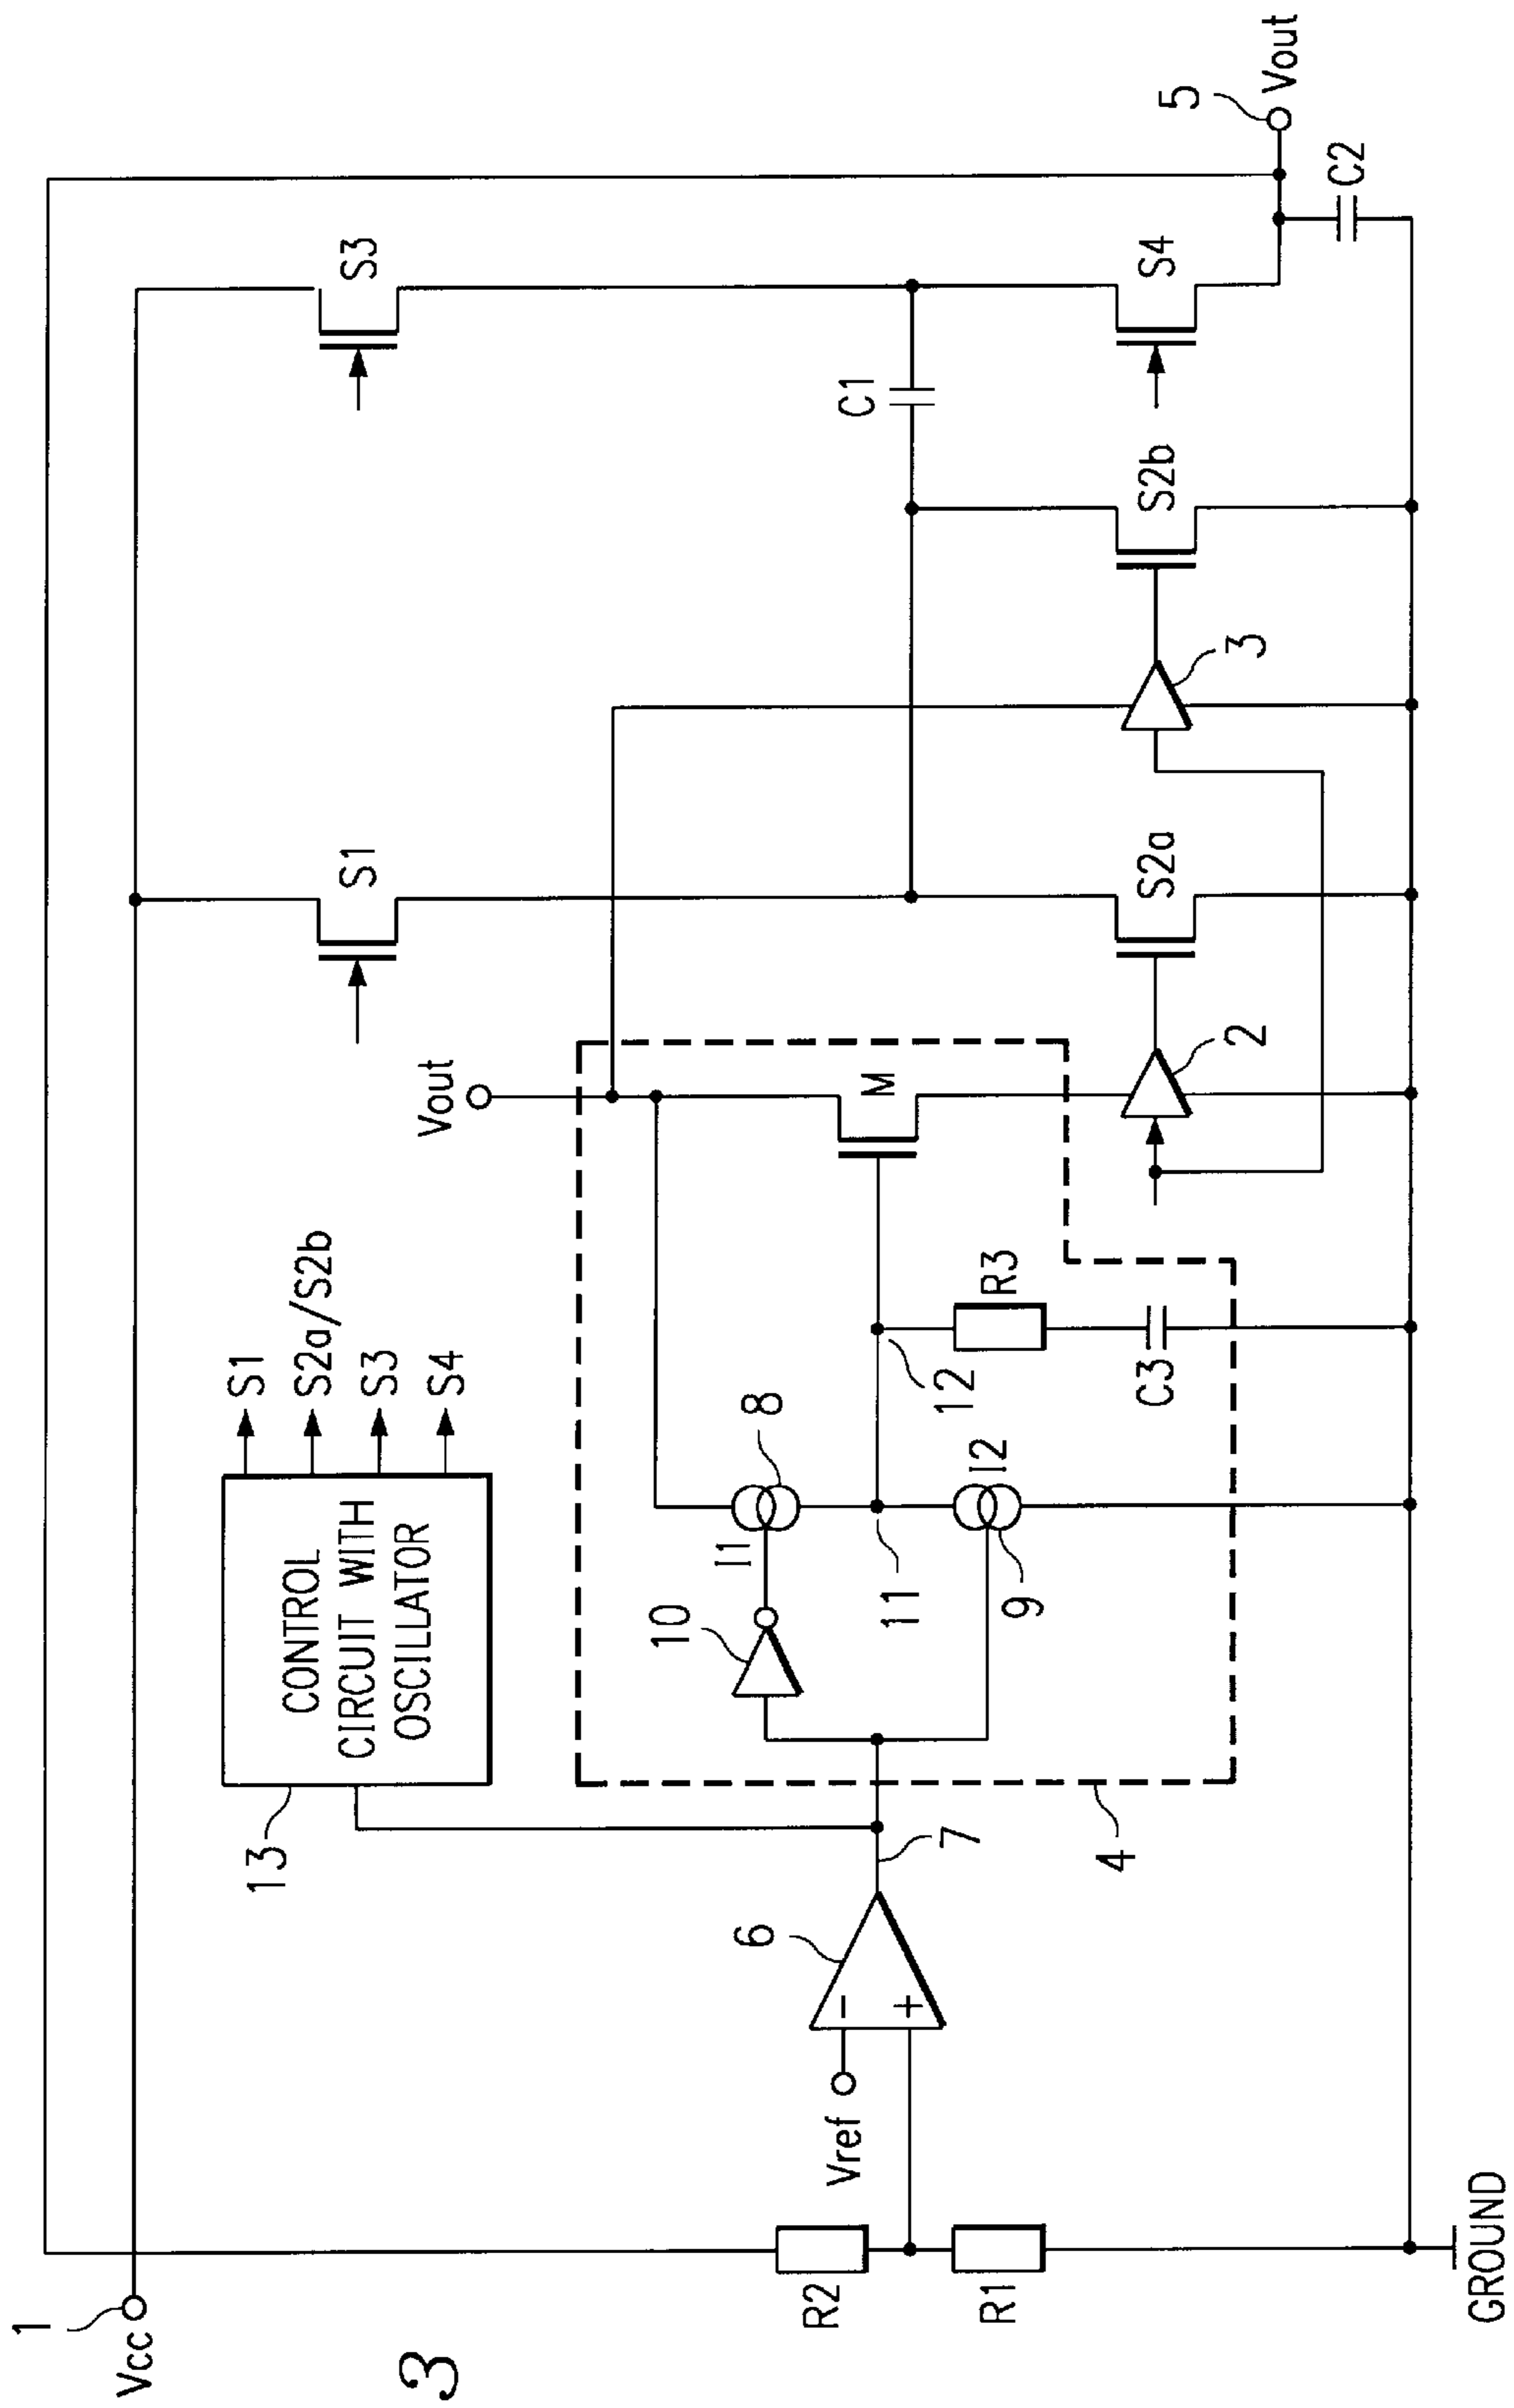 1
Vcc
3
13
CONTROL
CIRCUIT WITH
OSCILLATOR
S1
S2a/S2b
S3
S4
Vout
S1
S3
5
Vout
C2
R2
R1
Vref
6
-
+
7
4
10
I1
8
11
I2
9
12
R3
C3
M
2
S2a
3
S2b
C1
S4
GROUND